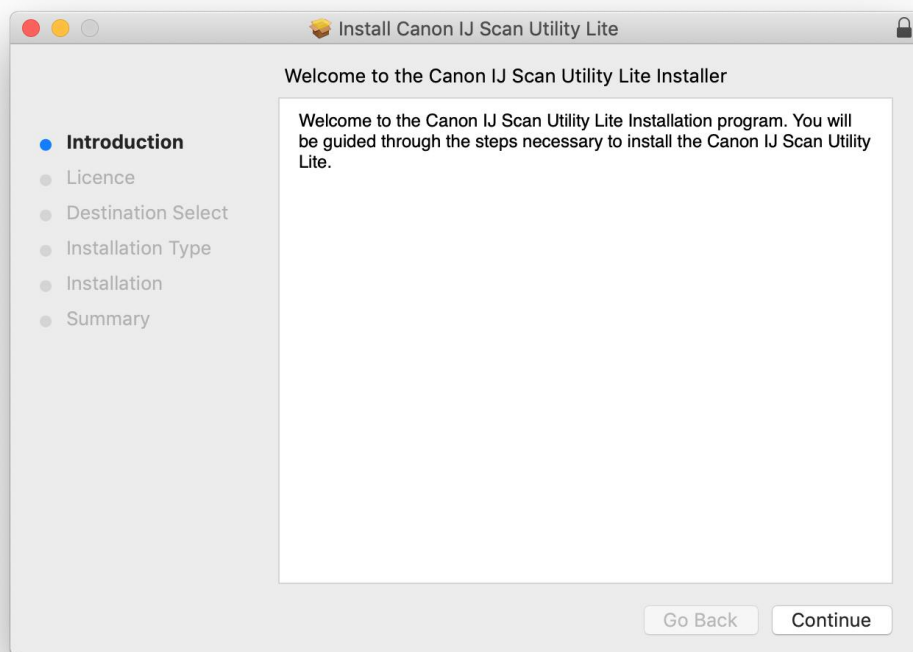 Install Canon IJ Scan Utility Lite
Welcome to the Canon IJ Scan Utility Lite Installer
Introduction
Licence
Destination Select
Installation Type
Installation
Summary
Welcome to the Canon IJ Scan Utility Lite Installation program. You will
be guided through the steps necessary to install the Canon IJ Scan Utility
Lite.
Go Back
Continue